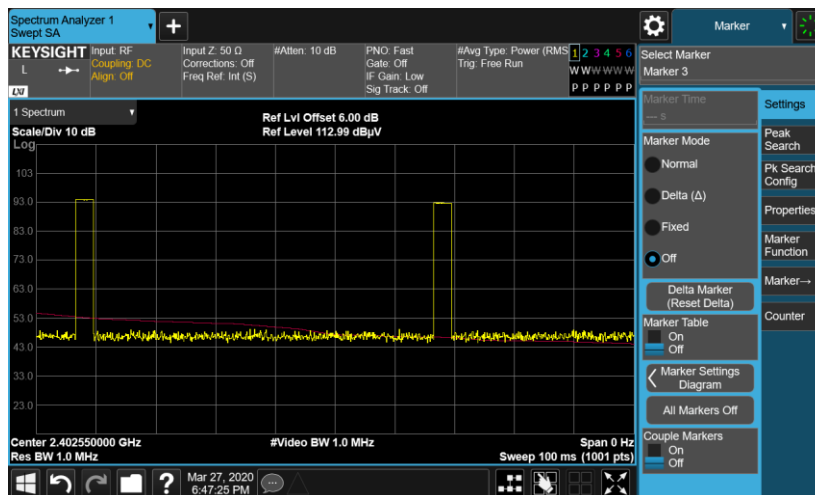 Spectrum Analyzer 1
Swept SA
Marker
KEYSIGHT
L
LXI
Input: RF
Coupling: DC
Align: Off
Input Z: 50 Ω
Corrections: Off
Freq Ref: Int (S)
#Atten: 10 dB
PNO: Fast
Gate: Off
IF Gain: Low
Sig Track: Off
#Avg Type: Power (RMS
Trig: Free Run
1 2 3 4 5 6
W W W W W W
P P P P P P
Select Marker
Marker 3
1 Spectrum
Scale/Div 10 dB
Log
Ref Lvl Offset 6.00 dB
Ref Level 112.99 dBµV
103
93.0
83.0
73.0
63.0
53.0
43.0
33.0
23.0
Center 2.402550000 GHz
Res BW 1.0 MHz
#Video BW 1.0 MHz
Span 0 Hz
Sweep 100 ms (1001 pts)
Marker Time
--- s
Marker Mode
Normal
Delta (Δ)
Fixed
Off
Delta Marker
(Reset Delta)
Marker Table
On
Off
Marker Settings
Diagram
All Markers Off
Couple Markers
On
Off
Settings
Peak
Search
Pk Search
Config
Properties
Marker
Function
Marker→
Counter
?
Mar 27, 2020
6:47:25 PM